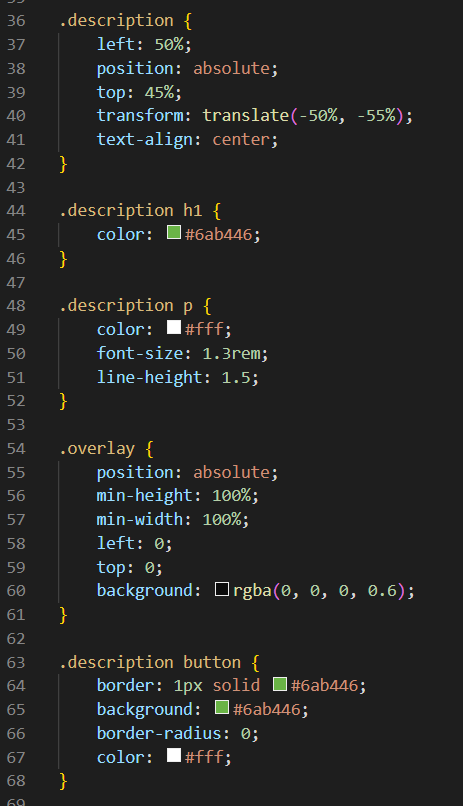 36 .description {
37 left: 50%;
38 position: absolute;
39 top: 45%;
40 transform: translate(-50%, -55%);
41 text-align: center;
42 }
43
44 .description h1 {
45 color: #6ab446;
46 }
47
48 .description p {
49 color: #fff;
50 font-size: 1.3rem;
51 line-height: 1.5;
52 }
53
54 .overlay {
55 position: absolute;
56 min-height: 100%;
57 min-width: 100%;
58 left: 0;
59 top: 0;
60 background: rgba(0, 0, 0, 0.6);
61 }
62
63 .description button {
64 border: 1px solid #6ab446;
65 background: #6ab446;
66 border-radius: 0;
67 color: #fff;
68 }